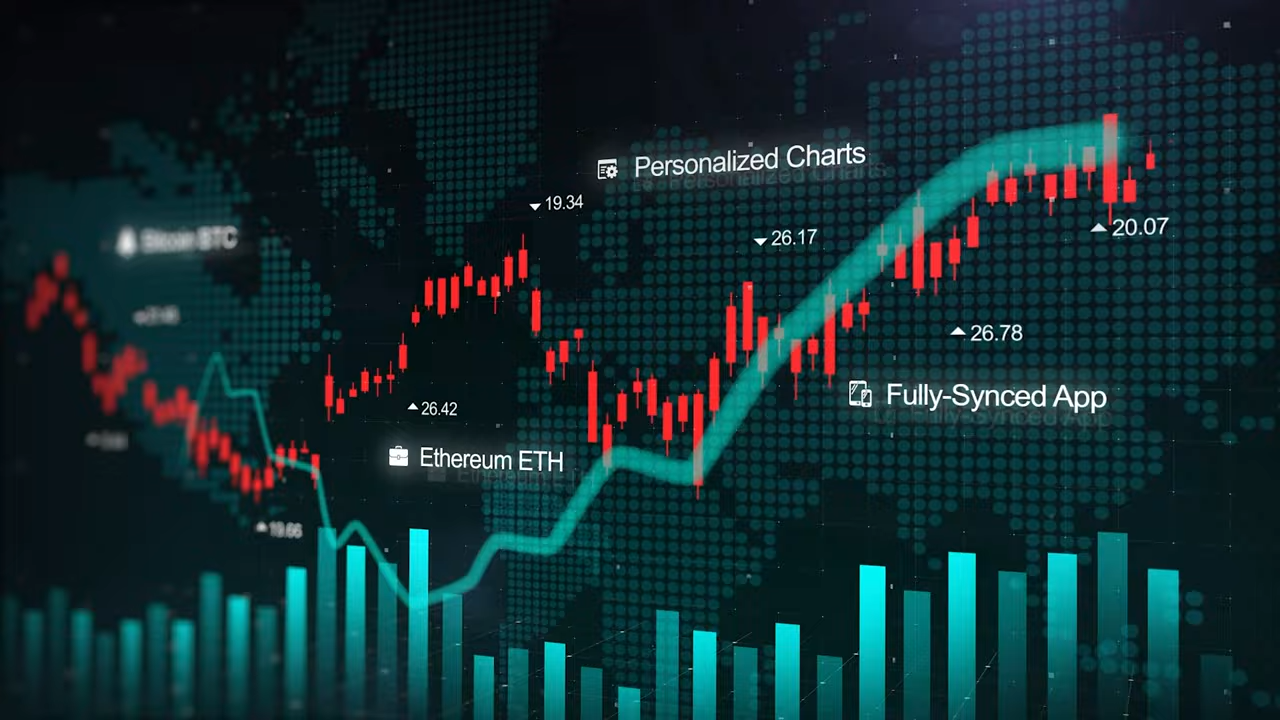 Personalized Charts
19.34
26.17
20.07
Bitcoin BTC
26.78
Fully-Synced App
26.42
Ethereum ETH
19.66